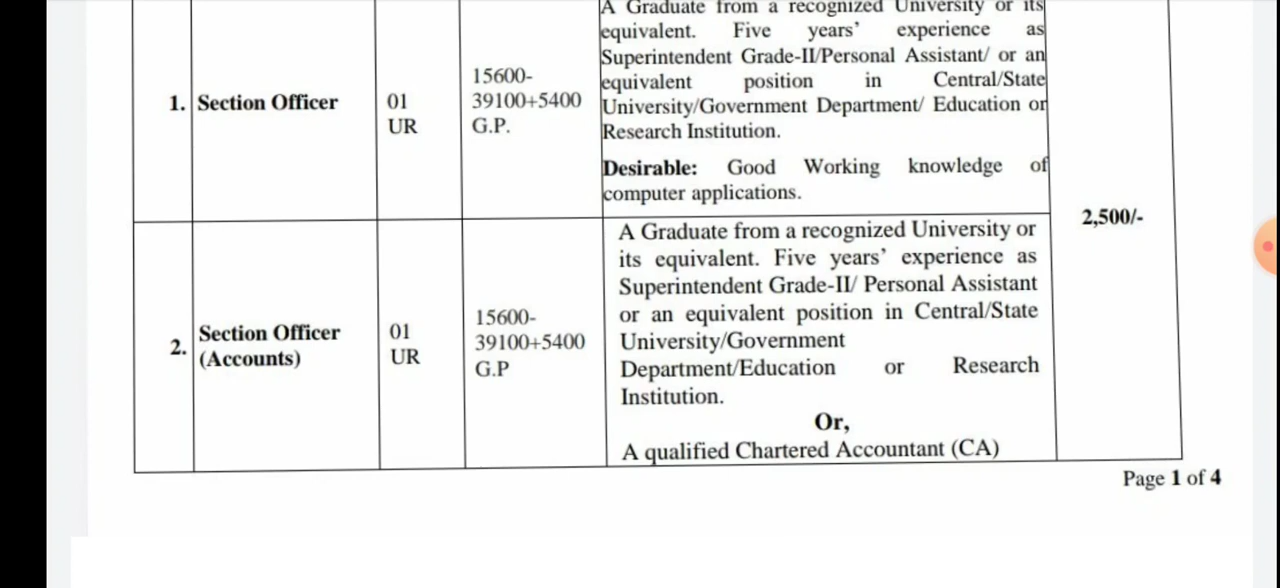 A Graduate from a recognized University or its
equivalent. Five years' experience as
Superintendent Grade-II/Personal Assistant/ or an
equivalent position in Central/State
University/Government Department/ Education or
Research Institution.
Desirable: Good Working knowledge of
computer applications.
1. Section Officer
01
UR
15600-
39100+5400
G.P.
2,500/-
2. Section Officer
(Accounts)
01
UR
15600-
39100+5400
G.P
A Graduate from a recognized University or
its equivalent. Five years' experience as
Superintendent Grade-II/ Personal Assistant
or an equivalent position in Central/State
University/Government
Department/Education or Research
Institution.
Or,
A qualified Chartered Accountant (CA)
Page 1 of 4